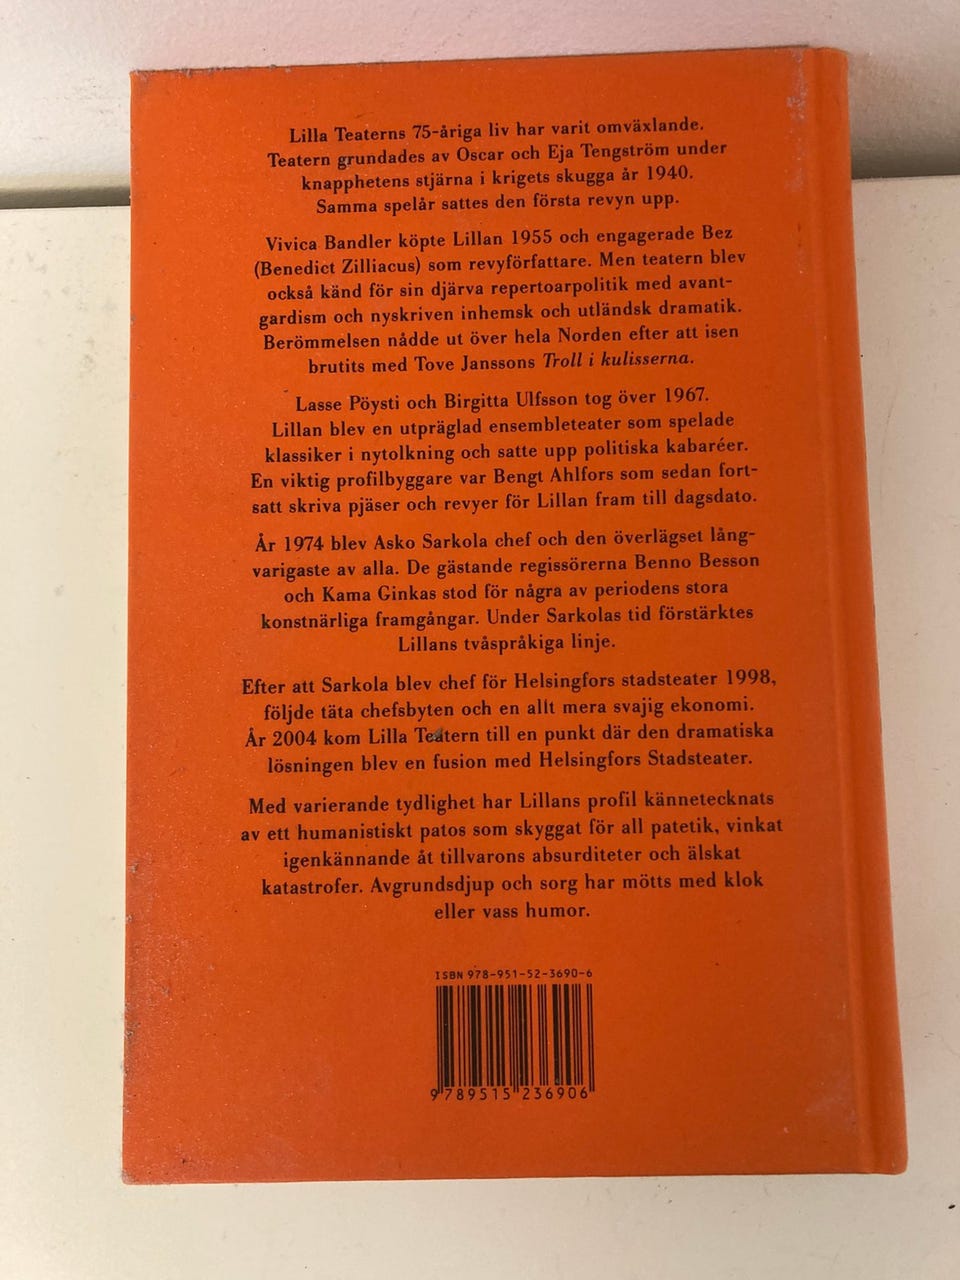 Lilla Teaterns 75-åriga liv har varit omväxlande.
Teatern grundades av Oscar och Eja Tengström under
knapphetens stjärna i krigets skugga år 1940.
Samma spelår sattes den första revyn upp.
Vivica Bandler köpte Lillan 1955 och engagerade Bez
(Benedict Zilliacus) som revyförfattare. Men teatern blev
också känd för sin djärva repertoarpolitik med avant-
gardism och nyskriven inhemsk och utländsk dramatik.
Berömmelsen nådde ut över hela Norden efter att isen
brutits med Tove Janssons Troll i kulisserna.
Lasse Pöysti och Birgitta Ulfsson tog över 1967.
Lillan blev en utpräglad ensembleteater som spelade
klassiker i nytolkning och satte upp politiska kabaréer.
En viktig profilbyggare var Bengt Ahlfors som sedan fort-
satt skriva pjäser och revyer för Lillan fram till dagsdato.
År 1974 blev Asko Sarkola chef och den överlägset lång-
varigaste av alla. De gästande regissörerna Benno Besson
och Kama Ginkas stod för några av periodens stora
konstnärliga framgångar. Under Sarkolas tid förstärktes
Lillans tvåspråkiga linje.
Efter att Sarkola blev chef för Helsingfors stadsteater 1998,
följde täta chefsbyten och en allt mera svajig ekonomi.
År 2004 kom Lilla Teatern till en punkt där den dramatiska
lösningen blev en fusion med Helsingfors Stadsteater.
Med varierande tydlighet har Lillans profil kännetecknats
av ett humanistiskt patos som skyggat för all patetik, vinkat
igenkännande åt tillvarons absurditeter och älskat
katastrofer. Avgrundsdjup och sorg har mötts med klok
eller vass humor.
ISBN 978-951-52-3690-6
9 789515 236906